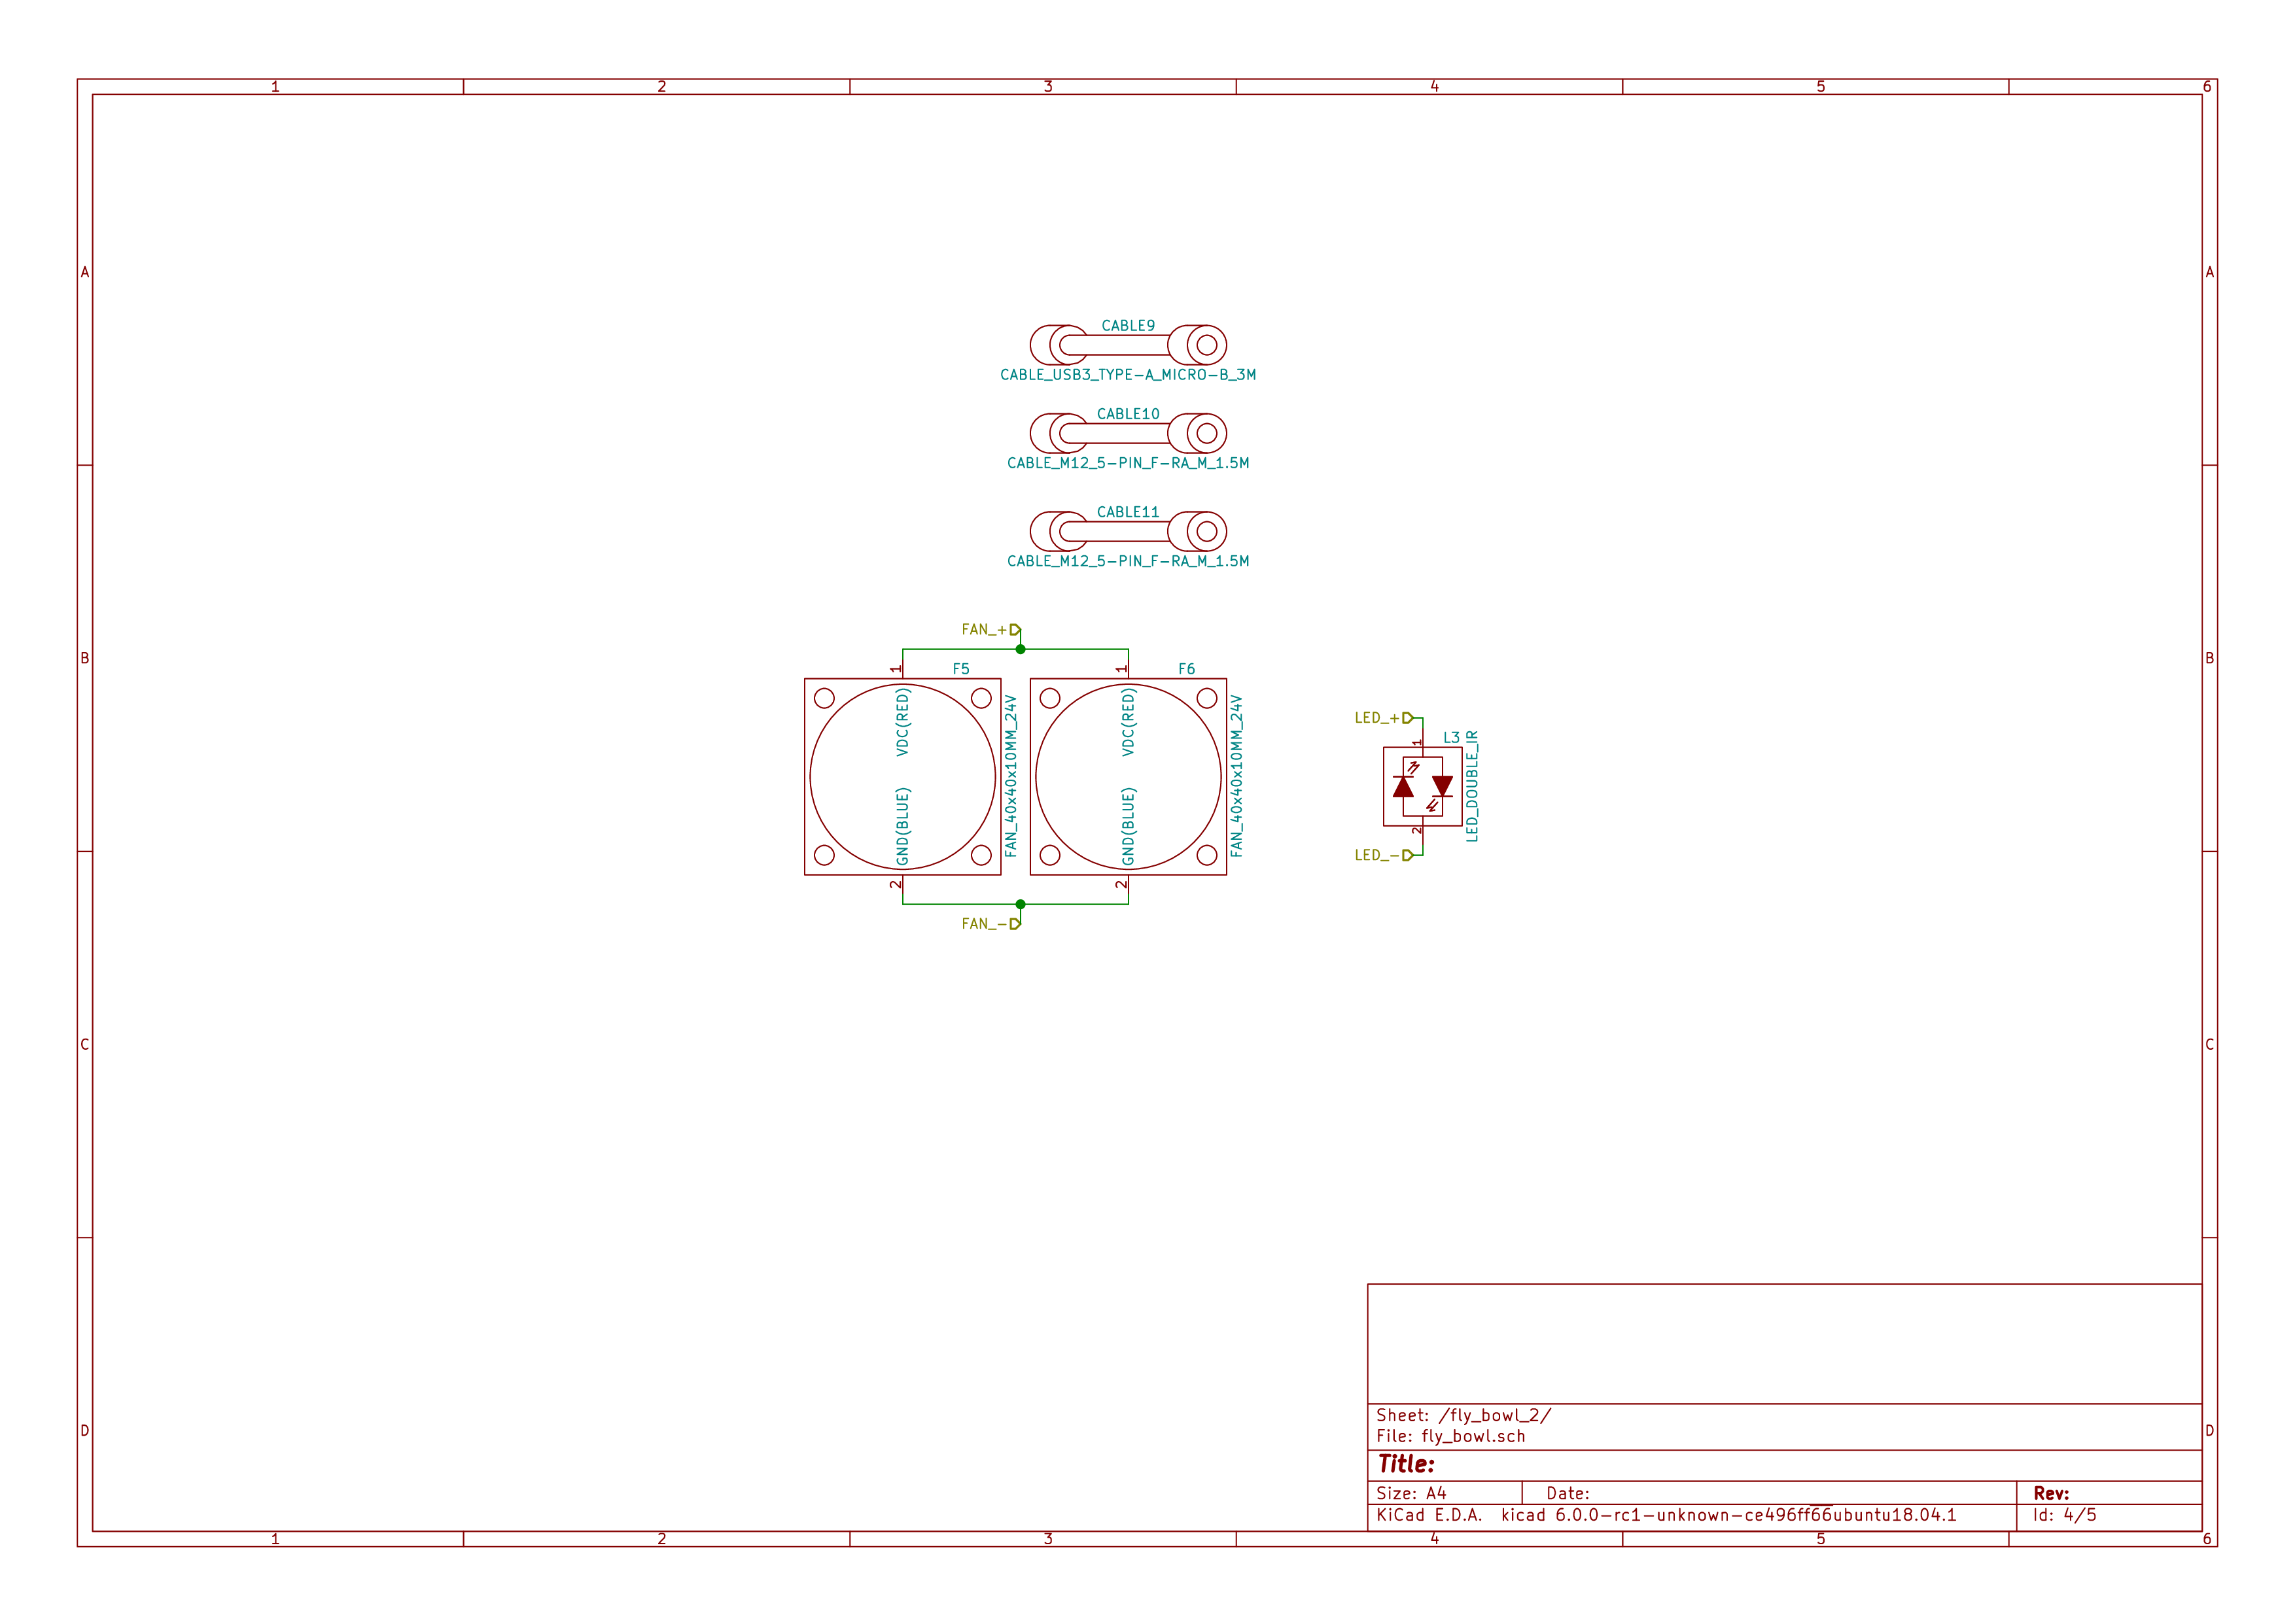 1 2 3 4 5 6
A A
CABLE9
CABLE_USB3_TYPE-A_MICRO-B_3M
CABLE10
CABLE_M12_5-PIN_F-RA_M_1.5M
CABLE11
CABLE_M12_5-PIN_F-RA_M_1.5M
FAN_+
B B
1 F5
VDC(RED)
GND(BLUE)
2
FAN_40x40x10MM_24V
1 F6
VDC(RED)
GND(BLUE)
2
FAN_40x40x10MM_24V
FAN_-
LED_+
1 L3
LED_DOUBLE_IR
2
LED_-
C C
D D
Sheet: /fly_bowl_2/
File: fly_bowl.sch
Title:
Size: A4 Date: Rev:
KiCad E.D.A. kicad 6.0.0-rc1-unknown-ce496ff66ubuntu18.04.1 Id: 4/5
1 2 3 4 5 6